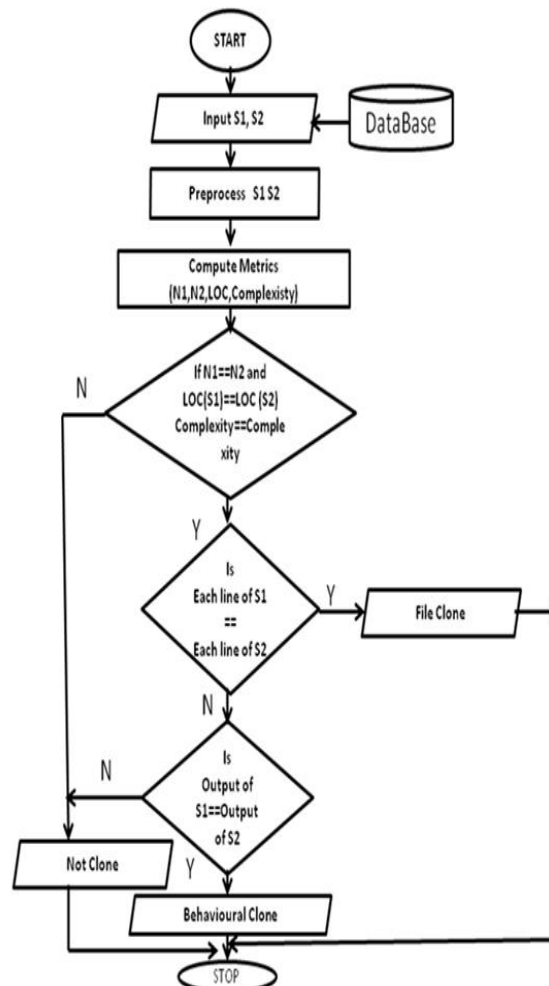 START
Input S1, S2
DataBase
Preprocess S1 S2
Compute Metrics
(N1,N2,LOC,Complexisty)
N
If N1==N2 and
LOC(S1)==LOC (S2)
Complexity==Comple
xity
Y
Is
Each line of S1
==
Each line of S2
Y
File Clone
N
N
Is
Output of
S1==Output
of S2
Not Clone
Y
Behavioural Clone
STOP